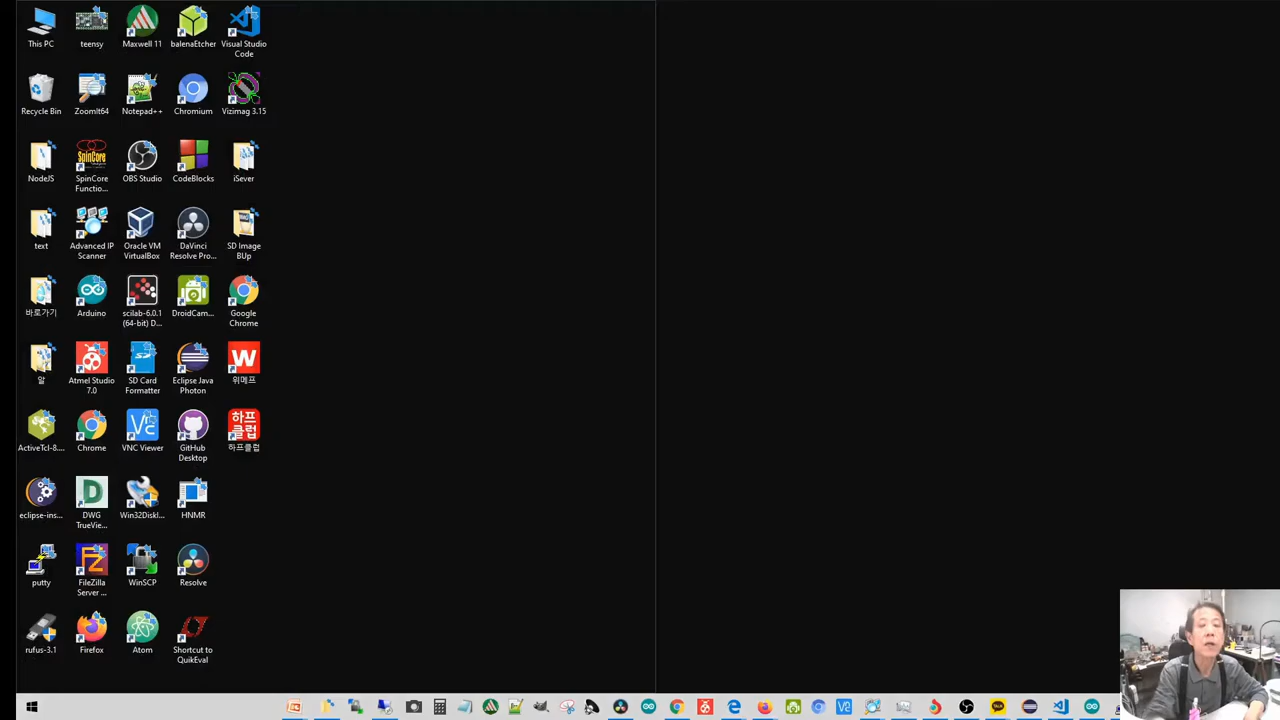 This PC
teensy
Maxwell 11
balenaEtcher
Visual Studio
Code
Recycle Bin
ZoomIt64
Notepad++
Chromium
Vizimag 3.15
NodeJS
SpinCore
Functio...
OBS Studio
CodeBlocks
iSever
text
Advanced IP
Scanner
Oracle VM
VirtualBox
DaVinci
Resolve Pro...
SD Image
BUp
바로가기
Arduino
scilab-6.0.1
(64-bit) D...
DroidCam...
Google
Chrome
알
Atmel Studio
7.0
SD Card
Formatter
Eclipse Java
Photon
위메프
ActiveTcl-8....
Chrome
VNC Viewer
GitHub
Desktop
하프
클럽
하프클럽
eclipse-ins...
DWG
TrueVie...
Win32DiskI...
HNMR
putty
FileZilla
Server ...
WinSCP
Resolve
rufus-3.1
Firefox
Atom
Shortcut to
QuikEval